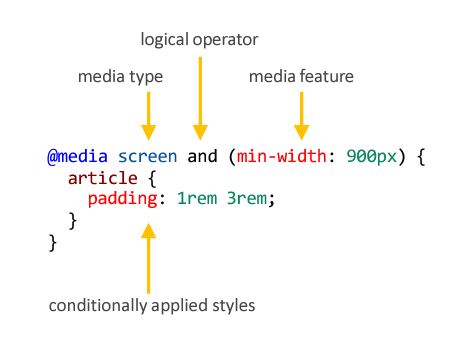 logical operator
media type
media feature
@media screen and (min-width: 900px) {
article {
padding: 1rem 3rem;
}
}
conditionally applied styles